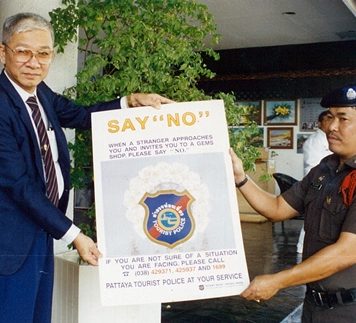 SAY "NO"
WHEN A STRANGER APPROACHES
YOU AND INVITES YOU TO A GEMS
SHOP, PLEASE SAY "NO."
TOURIST POLICE
IF YOU ARE NOT SURE OF A SITUATION
YOU ARE FACING, PLEASE CALL
(038) 429371, 425937 AND 1699
PATTAYA TOURIST POLICE AT YOUR SERVICE